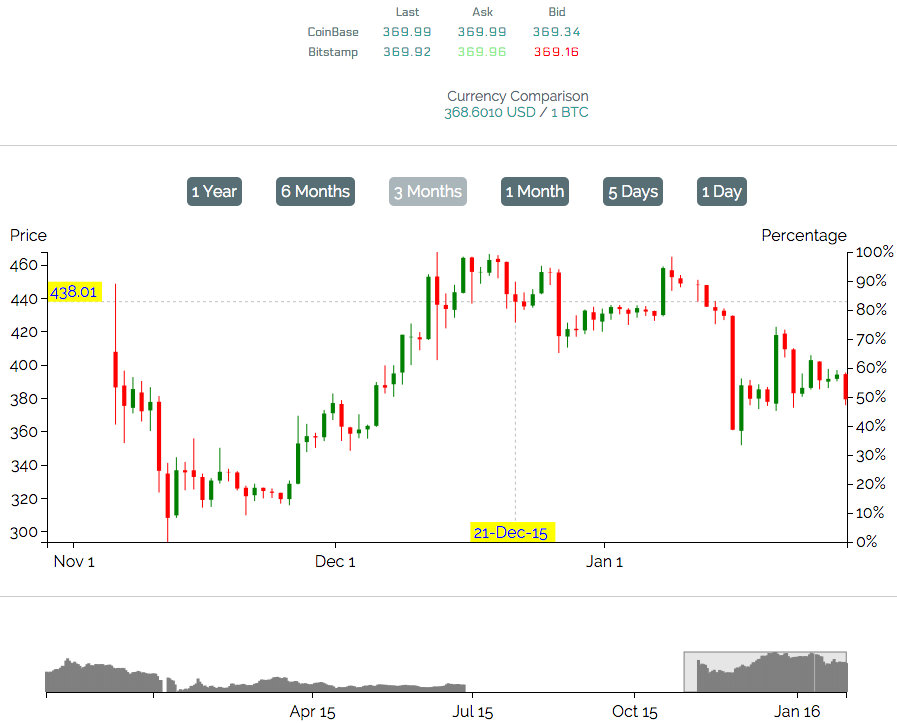 Last Ask Bid
CoinBase 369.99 369.99 369.34
Bitstamp 369.92 369.96 369.16
Currency Comparison
368.6010 USD / 1 BTC
1 Year 6 Months 3 Months 1 Month 5 Days 1 Day
Price Percentage
100%
460
90%
438.01
440
80%
420
70%
400
60%
380
50%
360
40%
340
30%
320
20%
300
10%
21-Dec-15
0%
Nov 1 Dec 1 Jan 1
Apr 15 Jul 15 Oct 15 Jan 16